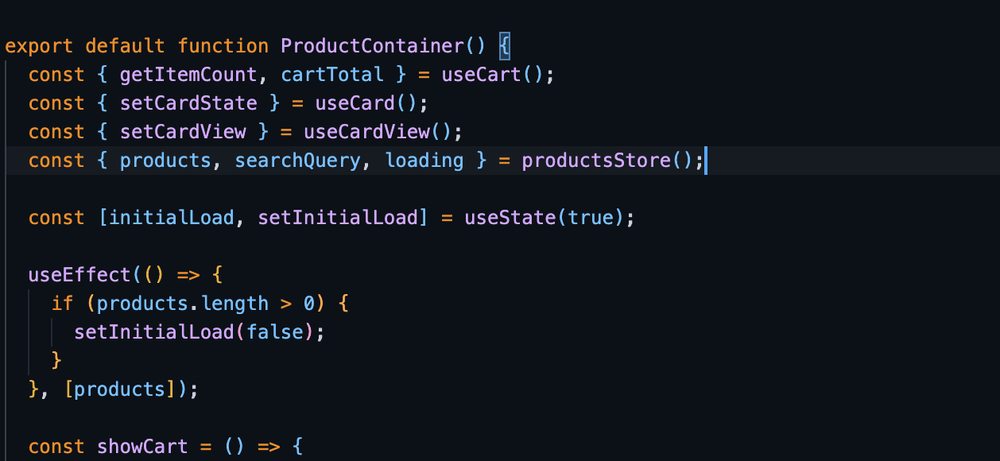 export default function ProductContainer() {
  const { getItemCount, cartTotal } = useCart();
  const { setCardState } = useCard();
  const { setCardView } = useCardView();
  const { products, searchQuery, loading } = productsStore();

  const [initialLoad, setInitialLoad] = useState(true);

  useEffect(() => {
    if (products.length > 0) {
      setInitialLoad(false);
    }
  }, [products]);

  const showCart = () => {